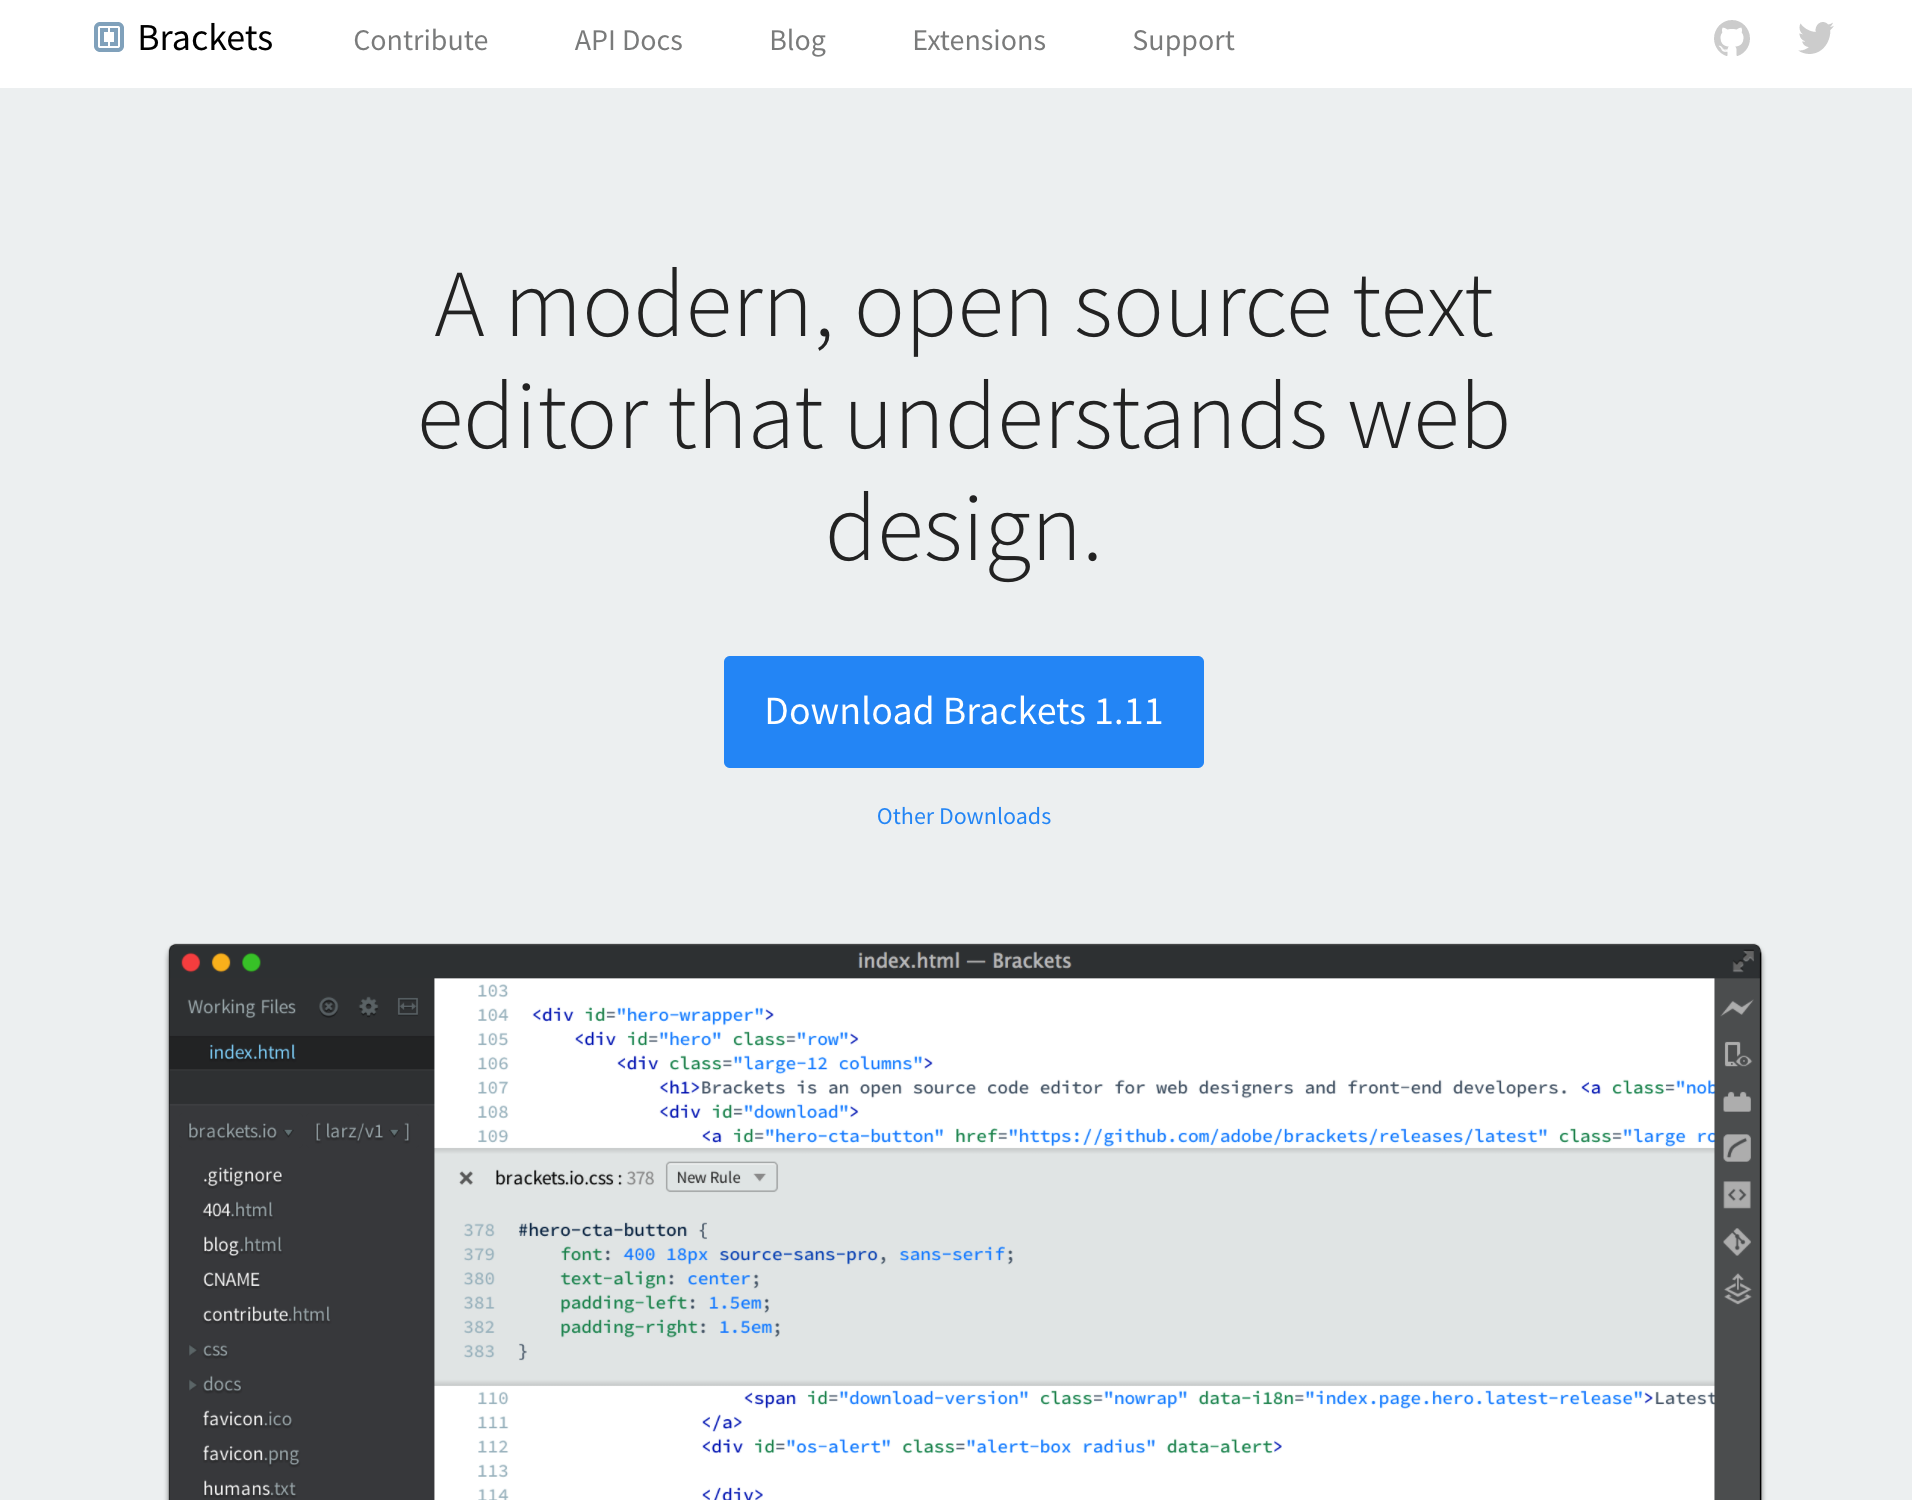 Brackets Contribute API Docs Blog Extensions Support
A modern, open source text
editor that understands web
design.
Download Brackets 1.11
Other Downloads
index.html — Brackets
Working Files
index.html
brackets.io [ larz/v1 ]
.gitignore
404.html
blog.html
CNAME
contribute.html
css
docs
favicon.ico
favicon.png
humans.txt
103
104 <div id="hero-wrapper">
105 <div id="hero" class="row">
106 <div class="large-12 columns">
107 <h1>Brackets is an open source code editor for web designers and front-end developers. <a class="nob
108 <div id="download">
109 <a id="hero-cta-button" href="https://github.com/adobe/brackets/releases/latest" class="large ro
brackets.io.css : 378 New Rule
378 #hero-cta-button {
379 font: 400 18px source-sans-pro, sans-serif;
380 text-align: center;
381 padding-left: 1.5em;
382 padding-right: 1.5em;
383 }
110 <span id="download-version" class="nowrap" data-i18n="index.page.hero.latest-release">Latest
111 </a>
112 <div id="os-alert" class="alert-box radius" data-alert>
113
114 </div>